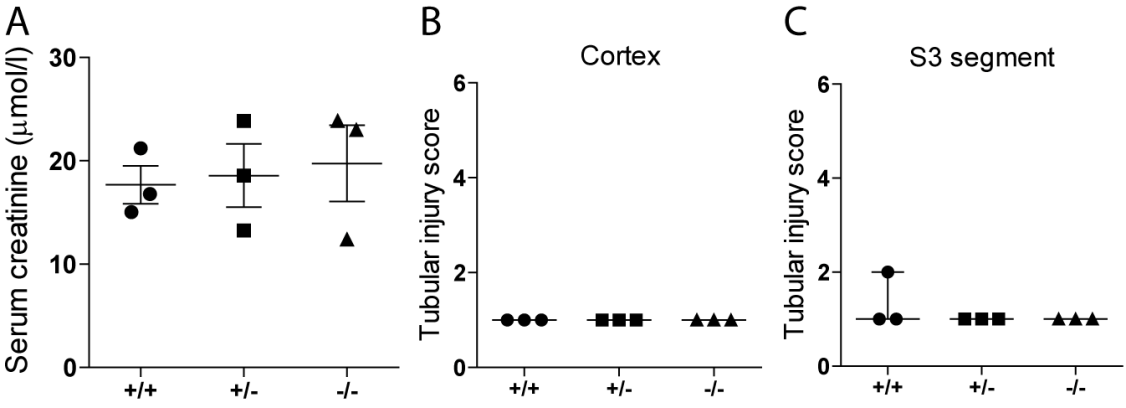 A
Serum creatinine (μmol/l)
30
20
10
0
+/+ +/- -/-
B
Cortex
Tubular injury score
6
4
2
0
+/+ +/- -/-
C
S3 segment
Tubular injury score
6
4
2
0
+/+ +/- -/-